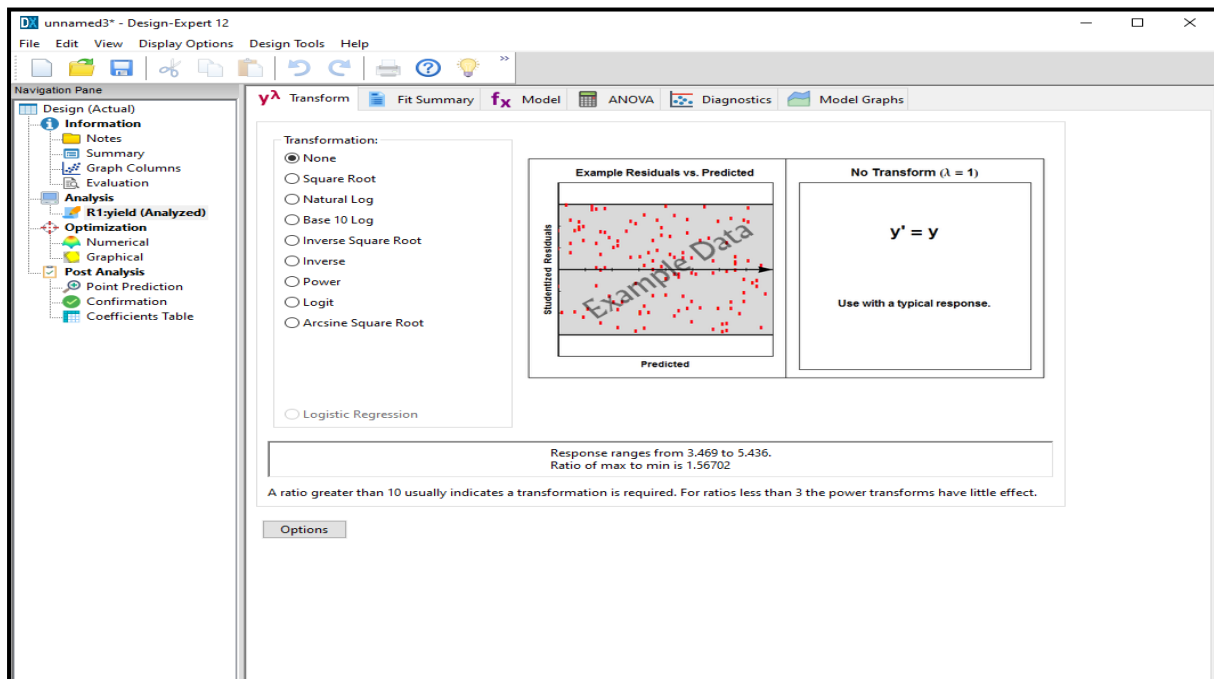 DX unnamed3* - Design-Expert 12
File Edit View Display Options Design Tools Help
»
Navigation Pane
Design (Actual)
Information
Notes
Summary
Graph Columns
Evaluation
Analysis
R1:yield (Analyzed)
Optimization
Numerical
Graphical
Post Analysis
Point Prediction
Confirmation
Coefficients Table
yλ Transform Fit Summary fx Model ANOVA Diagnostics Model Graphs
Transformation:
None
Square Root
Natural Log
Base 10 Log
Inverse Square Root
Inverse
Power
Logit
Arcsine Square Root
Logistic Regression
Example Residuals vs. Predicted
Studentized Residuals
Example Data
Predicted
No Transform (λ = 1)
y' = y
Use with a typical response.
Response ranges from 3.469 to 5.436.
Ratio of max to min is 1.56702
A ratio greater than 10 usually indicates a transformation is required. For ratios less than 3 the power transforms have little effect.
Options